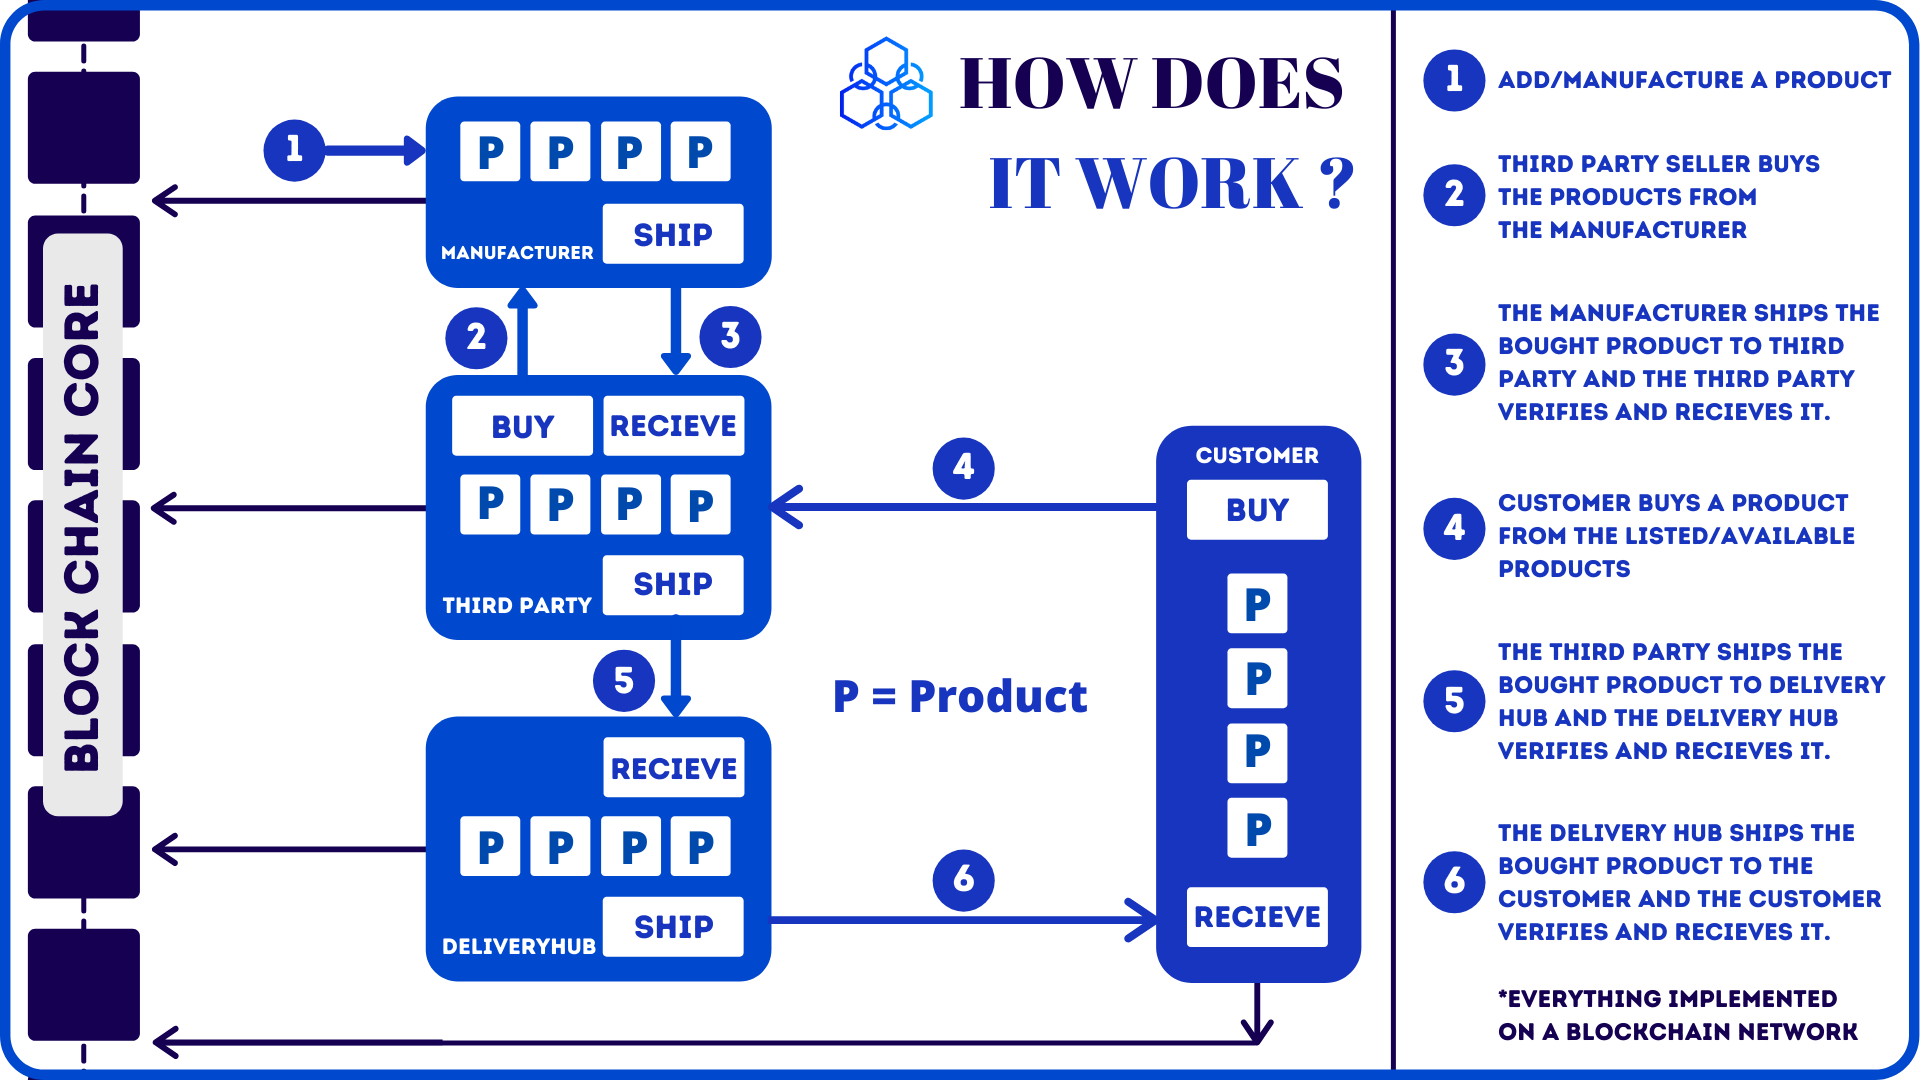 HOW DOES
IT WORK ?
BLOCK CHAIN CORE
1
P P P P
SHIP
MANUFACTURER
2
3
BUY
RECIEVE
P P P P
SHIP
THIRD PARTY
4
5
RECIEVE
P P P P
SHIP
DELIVERYHUB
P = Product
6
CUSTOMER
BUY
P
P
P
P
RECIEVE
1
ADD/MANUFACTURE A PRODUCT
2
THIRD PARTY SELLER BUYS
THE PRODUCTS FROM
THE MANUFACTURER
3
THE MANUFACTURER SHIPS THE
BOUGHT PRODUCT TO THIRD
PARTY AND THE THIRD PARTY
VERIFIES AND RECIEVES IT.
4
CUSTOMER BUYS A PRODUCT
FROM THE LISTED/AVAILABLE
PRODUCTS
5
THE THIRD PARTY SHIPS THE
BOUGHT PRODUCT TO DELIVERY
HUB AND THE DELIVERY HUB
VERIFIES AND RECIEVES IT.
6
THE DELIVERY HUB SHIPS THE
BOUGHT PRODUCT TO THE
CUSTOMER AND THE CUSTOMER
VERIFIES AND RECIEVES IT.
*EVERYTHING IMPLEMENTED
ON A BLOCKCHAIN NETWORK